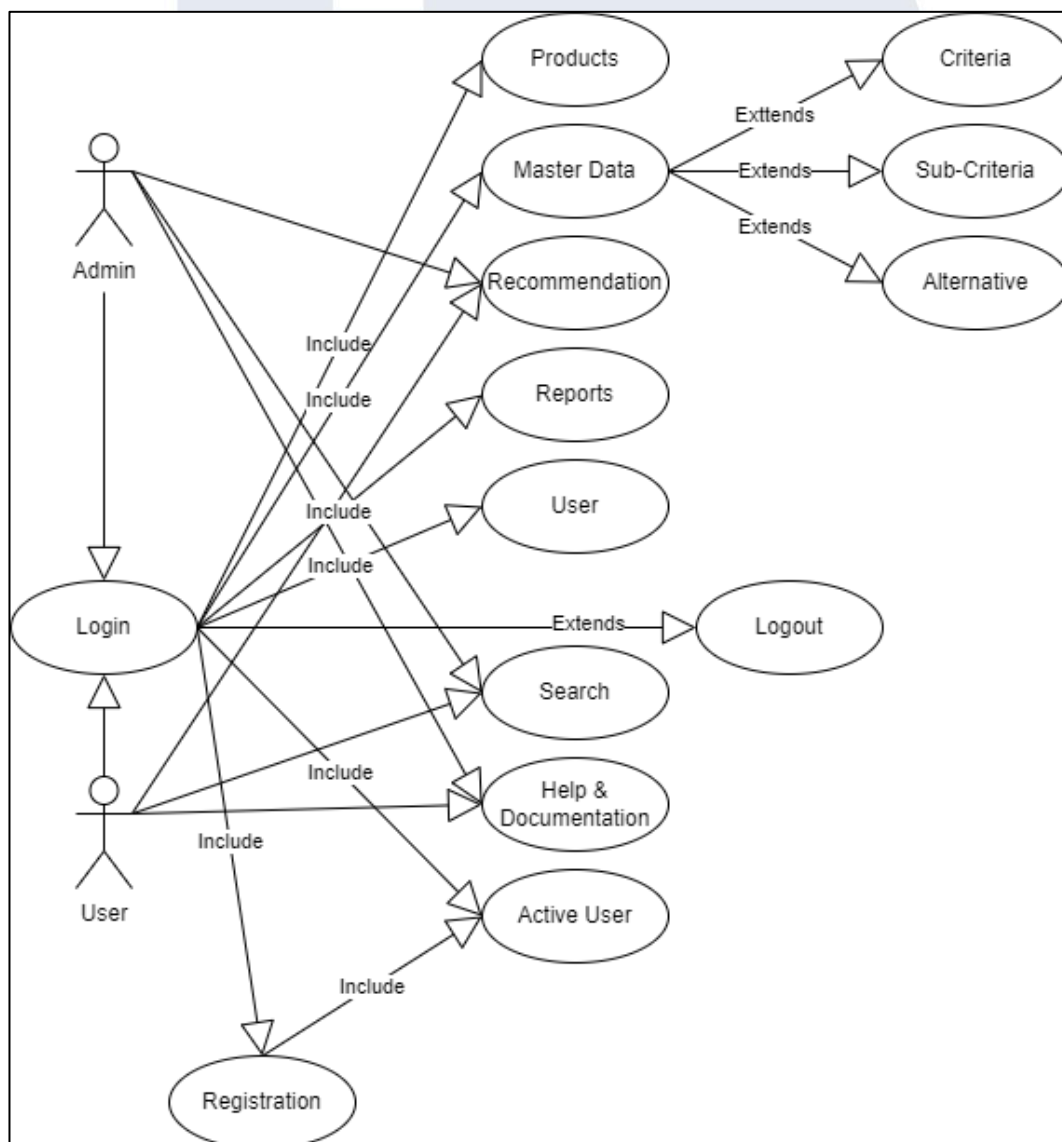 Products
Criteria
Exttends
Master Data
Extends
Sub-Criteria
Extends
Admin
Recommendation
Alternative
Include
Include
Reports
Include
User
Include
Login
Extends
Logout
Search
Include
Help &
Documentation
Include
User
Active User
Include
Registration